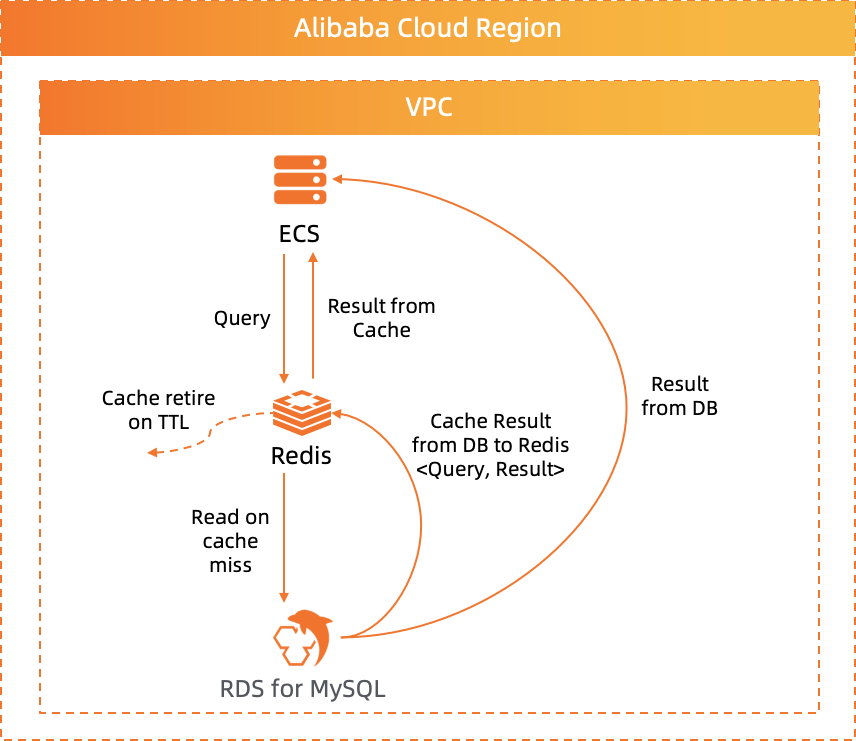 Alibaba Cloud Region
VPC
ECS
Query
Result from
Cache
Cache retire
on TTL
Redis
Cache Result
from DB to Redis
<Query, Result>
Result
from DB
Read on
cache
miss
RDS for MySQL